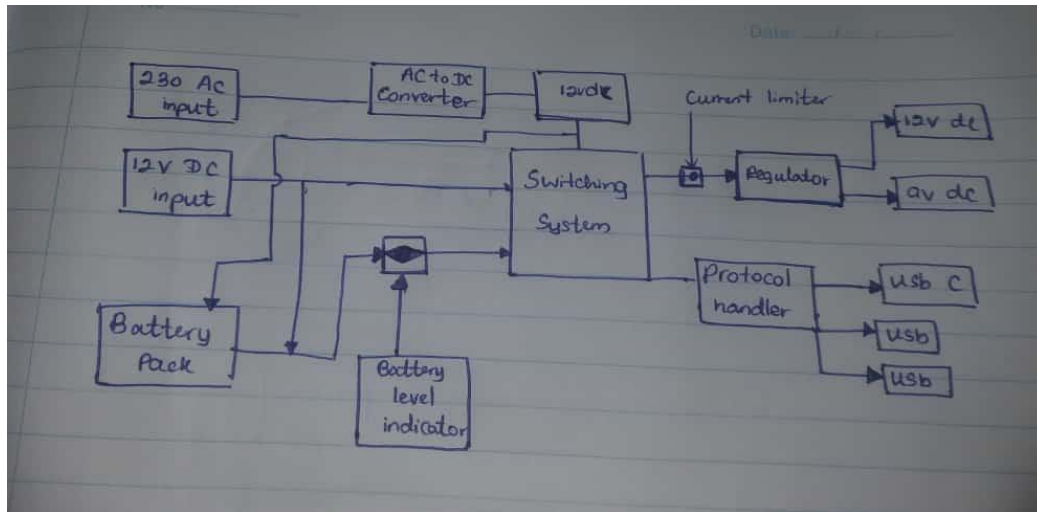 Date
230 AC
input
AC to DC
Converter
12vdc
Current limiter
12v dc
12V DC
input
Switching
System
Regulator
av dc
Protocol
handler
usb C
usb
usb
Battery
Pack
Battery
level
indicator